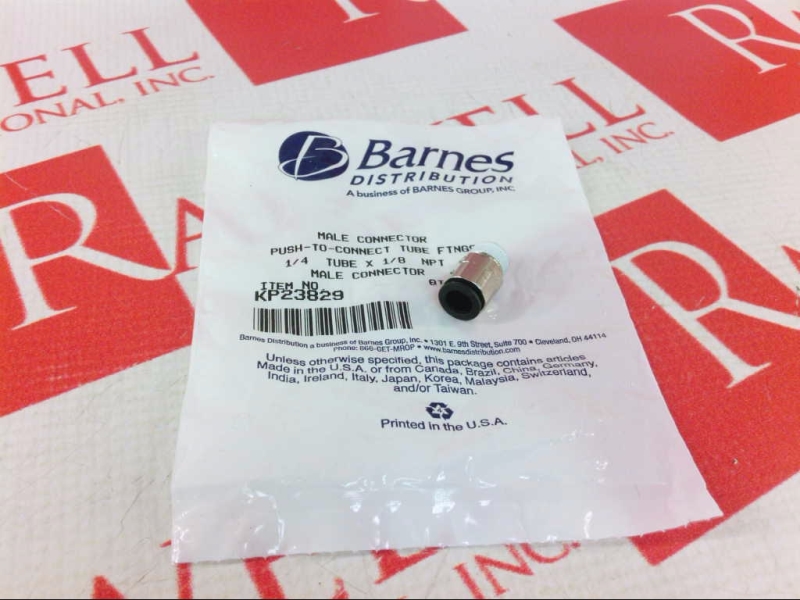 ELL
ONAL, INC.
R
RA
WELL
INC.
R
B Barnes
DISTRIBUTION
A business of BARNES GROUP, INC
MALE CONNECTOR
PUSH-TO-CONNECT TUBE FTNGS
1/4 TUBE X 1/8 NPT
MALE CONNECTOR
ITEM NO
KP23829
Barnes Distribution a business of Barnes Group, Inc. • 1301 E. 9th Street, Suite 700 • Cleveland, OH 44114
Phone: 866-GET-MROP • www.barnesdistribution.com
Unless otherwise specified, this package contains articles
Made in the U.S.A. or from Canada, Brazil, China, Germany,
India, Ireland, Italy, Japan, Korea, Malaysia, Switzerland,
and/or Taiwan.
Printed in the U.S.A.
R